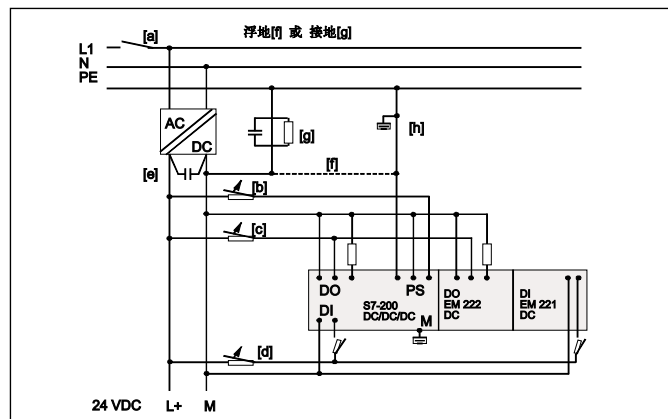 浮地[f] 或 接地[g]
[a]
L1
N
PE
AC
DC
[g]
[h]
[e]
[f]
[b]
[c]
DO
PS
DI
S7-200
DC/DC/DC
M
DO
EM 222
DC
DI
EM 221
DC
[d]
24 VDC L+ M